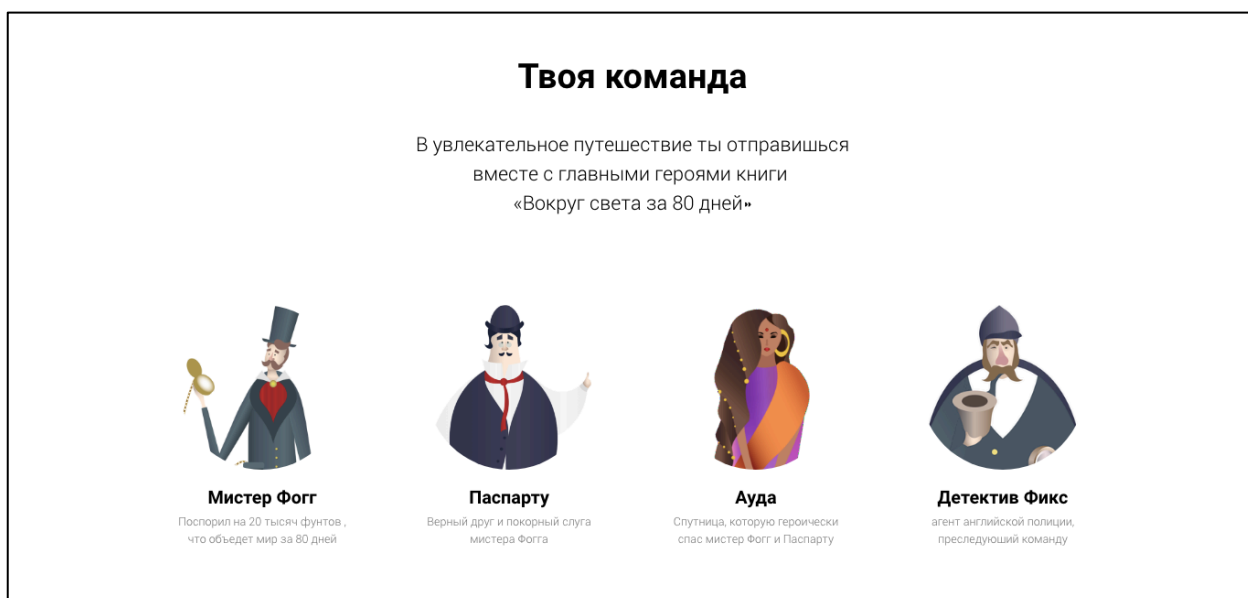 Твоя команда
В увлекательное путешествие ты отправишься
вместе с главными героями книги
«Вокруг света за 80 дней»
Мистер Фогг
Поспорил на 20 тысяч фунтов ,
что объедет мир за 80 дней
Паспарту
Верный друг и покорный слуга
мистера Фогга
Ауда
Спутница, которую героически
спас мистер Фогг и Паспарту
Детектив Фикс
агент английской полиции,
преследующий команду